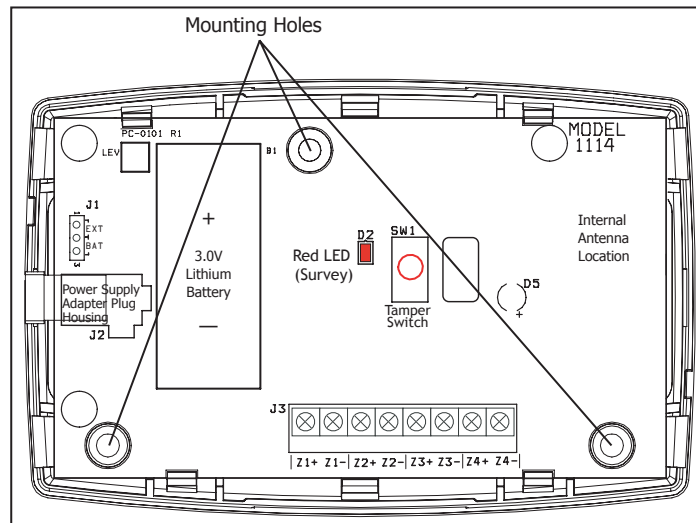 Mounting Holes
PC-0101 R1
LEV
B1
MODEL
1114
J1
EXT
BAT
3
+
3.0V
Lithium
Battery
—
D2
SW1
Red LED
(Survey)
Tamper
Switch
Internal
Antenna
Location
D5
+
Power Supply
Adapter Plug
Housing
J2
J3
Z1+ Z1- Z2+ Z2- Z3+ Z3- Z4+ Z4-